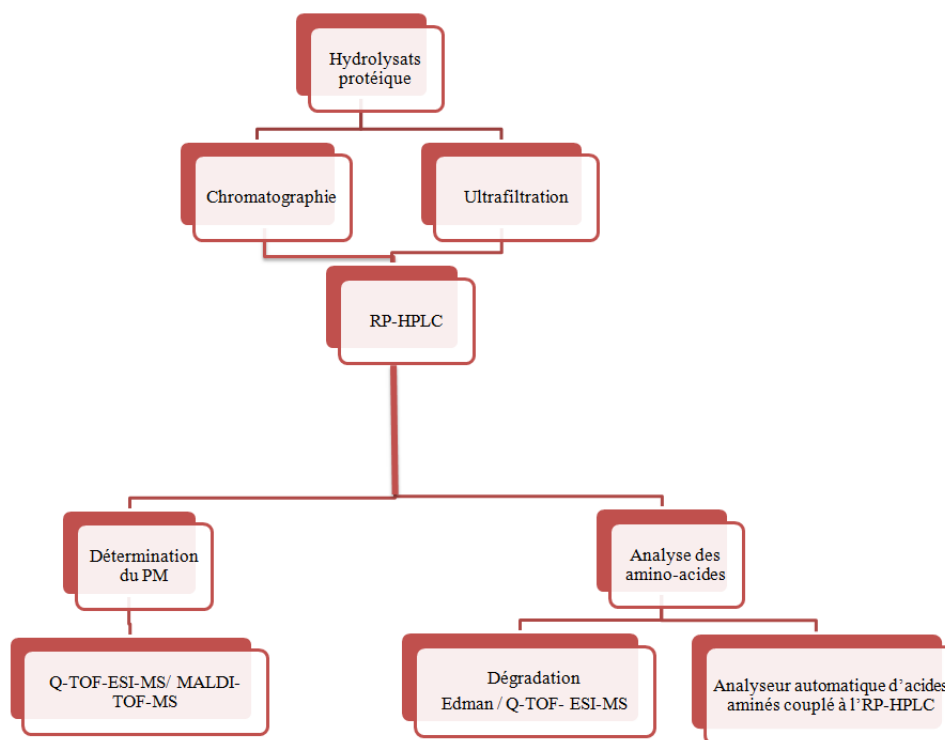 Hydrolysats
protéique
Chromatographie
Ultrafiltration
RP-HPLC
Détermination
du PM
Analyse des
amino-acides
Q-TOF-ESI-MS/ MALDI-
TOF-MS
Dégradation
Edman / Q-TOF- ESI-MS
Analyseur automatique d'acides
aminés couplé à l'RP-HPLC